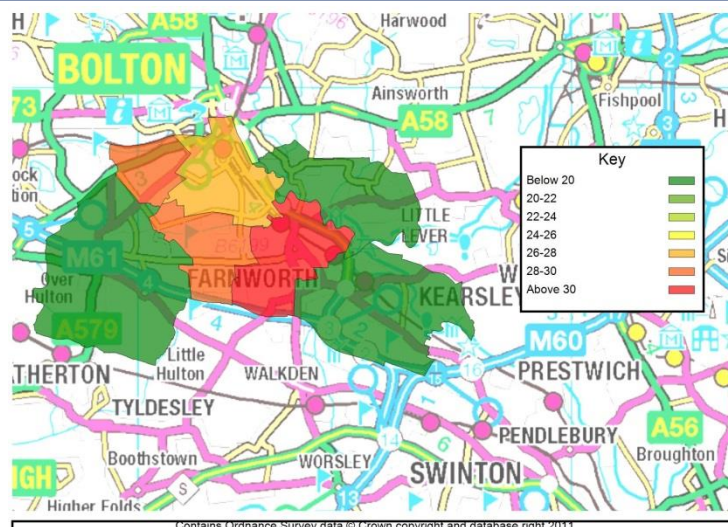 H
A58
Harwood
BOLTON
Ainsworth
Fishpool
A58
Key
Below 20
20-22
22-24
24-26
26-28
28-30
Above 30
LITTLE
LEVER
M61
Over
Hulton
FARNWORTH
KEARSLEY
A579
Little
Hulton
WALKDEN
M60
PRESTWICH
ATHERTON
TYLDESLEY
PENDLEBURY
A56
Broughton
Boothstown
WORSLEY
SWINTON
Higher Folds
Contains Ordnance Survey data © Crown copyright and database right 2011